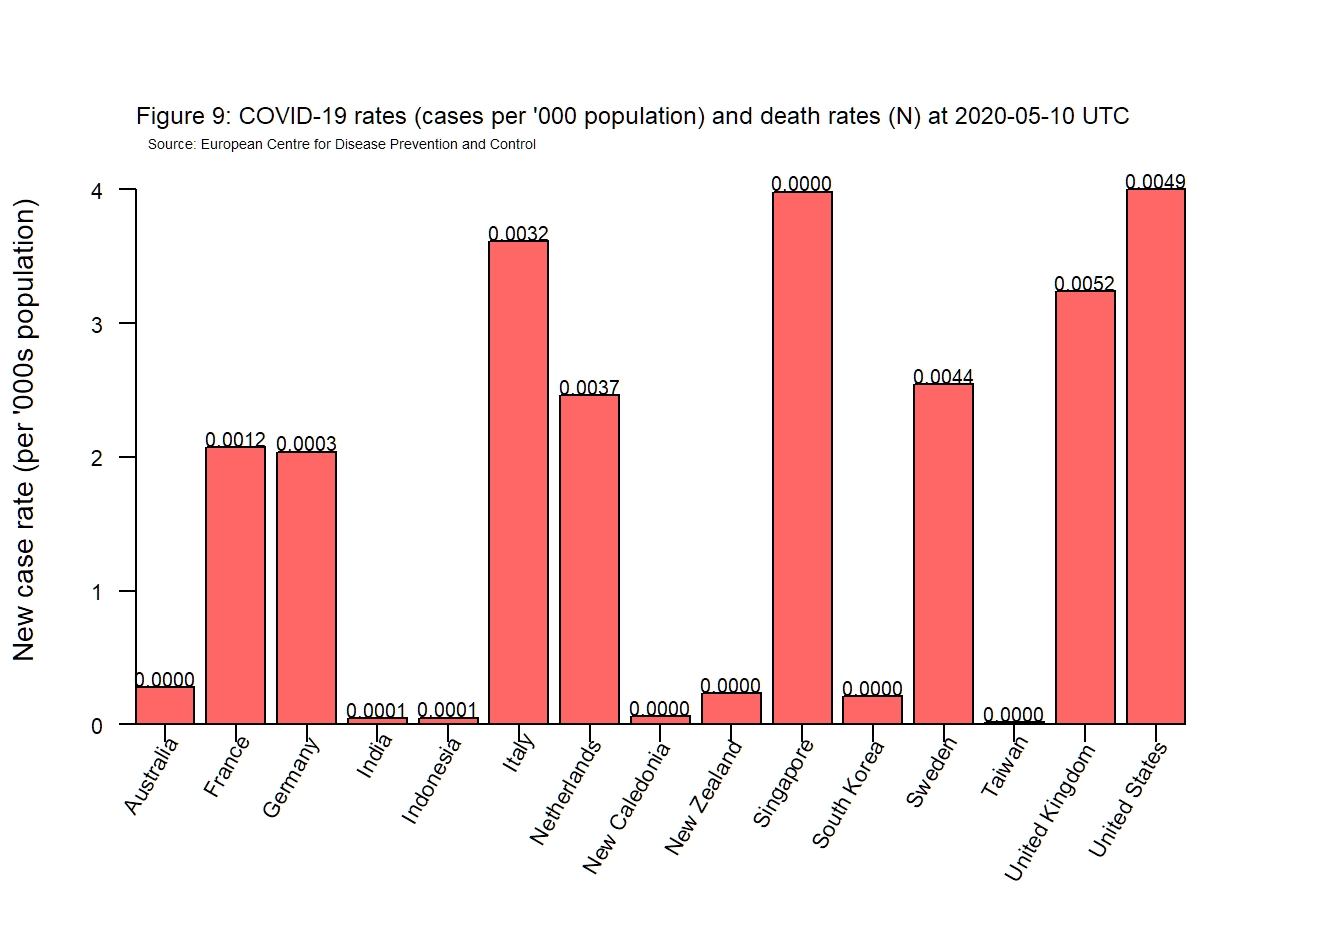 Figure 9: COVID-19 rates (cases per '000 population) and death rates (N) at 2020-05-10 UTC
Source: European Centre for Disease Prevention and Control
New case rate (per '000s population)
4
3
2
1
0
0.0000
0.0012
0.0003
0.0001
0.0001
0.0032
0.0037
0.0000
0.0000
0.0000
0.0000
0.0044
0.0000
0.0052
0.0049
Australia
France
Germany
India
Indonesia
Italy
Netherlands
New Caledonia
New Zealand
Singapore
South Korea
Sweden
Taiwan
United Kingdom
United States